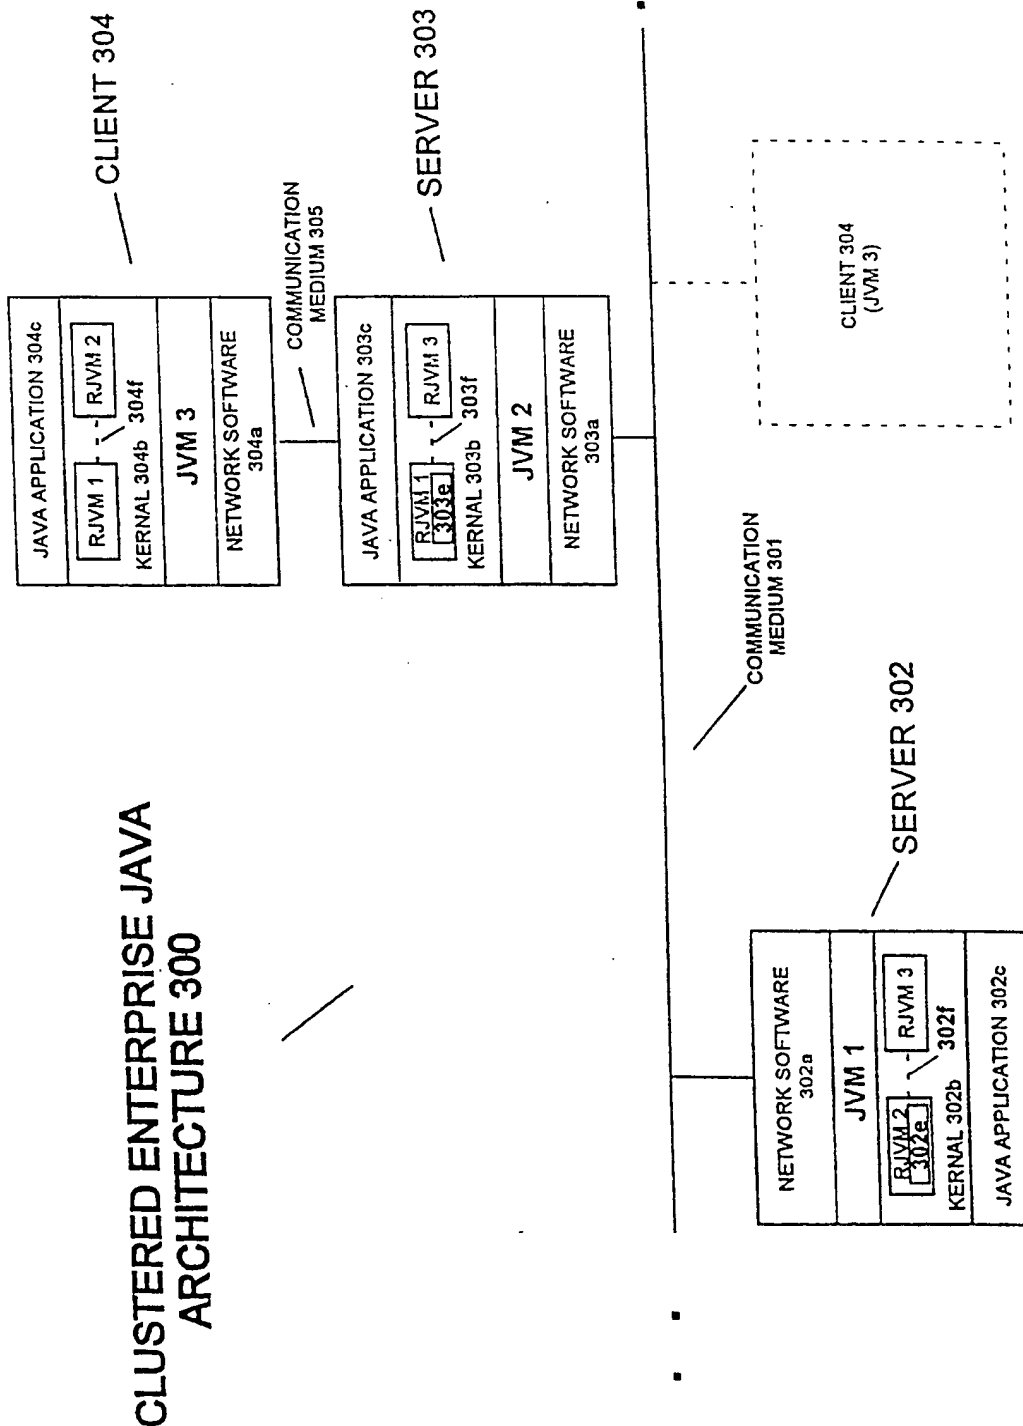 CLUSTERED ENTERPRISE JAVA
ARCHITECTURE 300
JAVA APPLICATION 304c
RJVM 1
RJVM 2
304f
KERNAL 304b
JVM 3
NETWORK SOFTWARE
304a
CLIENT 304
COMMUNICATION
MEDIUM 305
JAVA APPLICATION 303c
RJVM 1
303e
RJVM 3
303f
KERNAL 303b
JVM 2
NETWORK SOFTWARE
303a
SERVER 303
COMMUNICATION
MEDIUM 301
NETWORK SOFTWARE
302a
JVM 1
RJVM 2
302e
RJVM 3
302f
KERNAL 302b
JAVA APPLICATION 302c
SERVER 302
CLIENT 304
(JVM 3)